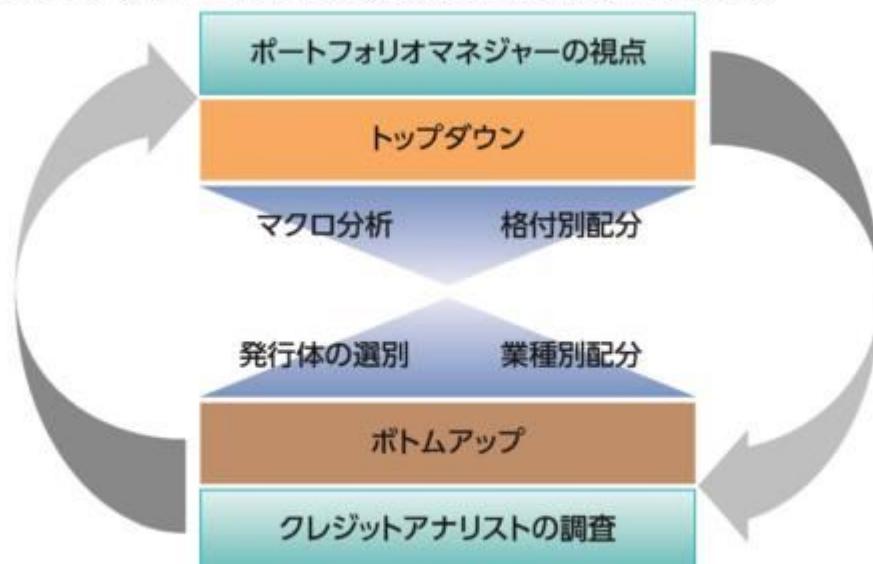 ポートフォリオマネジャーの視点
トップダウン
マクロ分析 格付別配分
発行体の選別 業種別配分
ボトムアップ
クレジットアナリストの調査